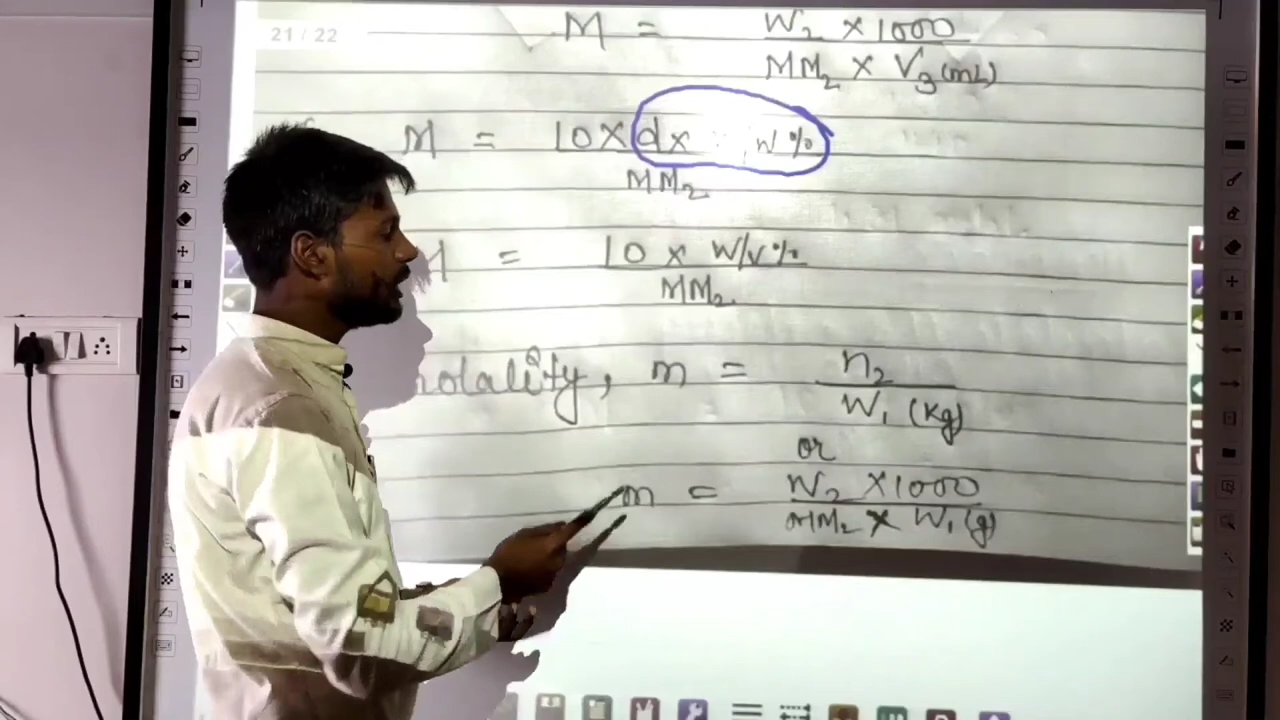 21 / 22
M = W₂ × 1000
MM₂ × V₃ (mL)
M = 10 × d × W %
MM₂
= 10 × W/V %
MM₂
molality, m = n₂
W₁ (Kg)
or
m = W₂ × 1000
MM₂ × W₁ (g)